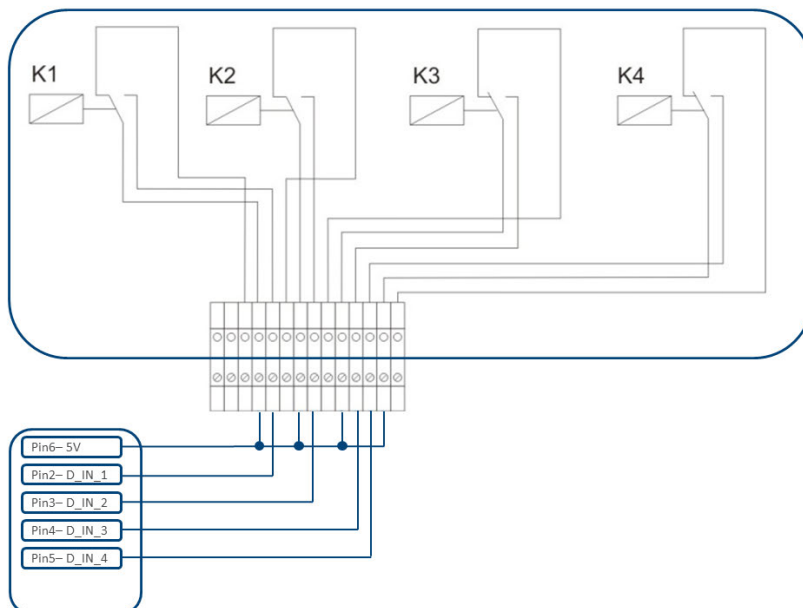 K1
K2
K3
K4
Pin6– 5V
Pin2– D_IN_1
Pin3– D_IN_2
Pin4– D_IN_3
Pin5– D_IN_4